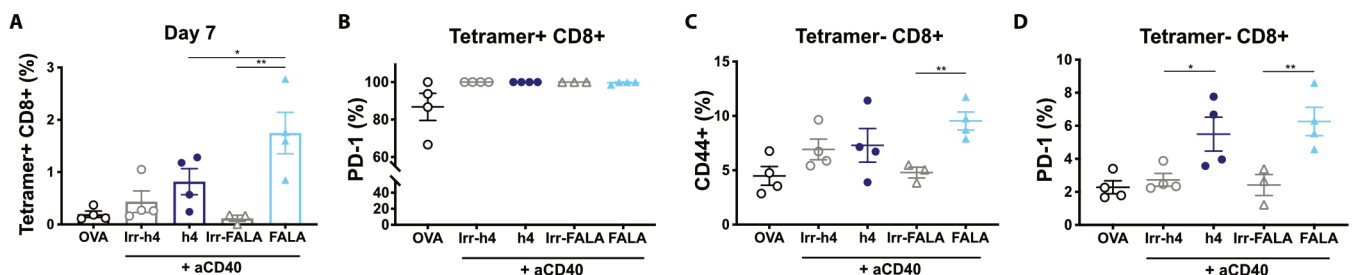 A
Day 7
Tetramer+ CD8+ (%)
3
2
1
0
*
**
OVA Irr-h4 h4 Irr-FALA FALA
+ aCD40
B
Tetramer+ CD8+
PD-1 (%)
100
80
60
40
20
0
OVA Irr-h4 h4 Irr-FALA FALA
+ aCD40
C
Tetramer- CD8+
CD44+ (%)
15
10
5
0
**
OVA Irr-h4 h4 Irr-FALA FALA
+ aCD40
D
Tetramer- CD8+
PD-1 (%)
10
8
6
4
2
0
*
**
OVA Irr-h4 h4 Irr-FALA FALA
+ aCD40